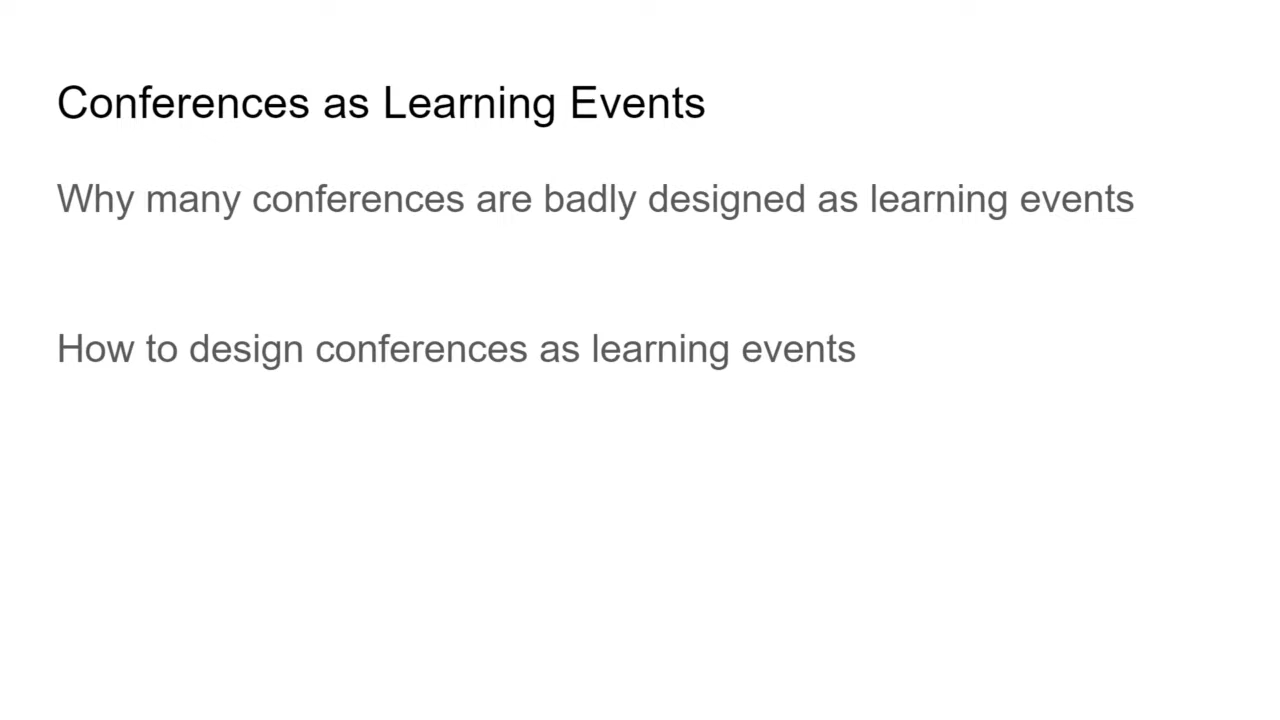 Conferences as Learning Events
Why many conferences are badly designed as learning events
How to design conferences as learning events